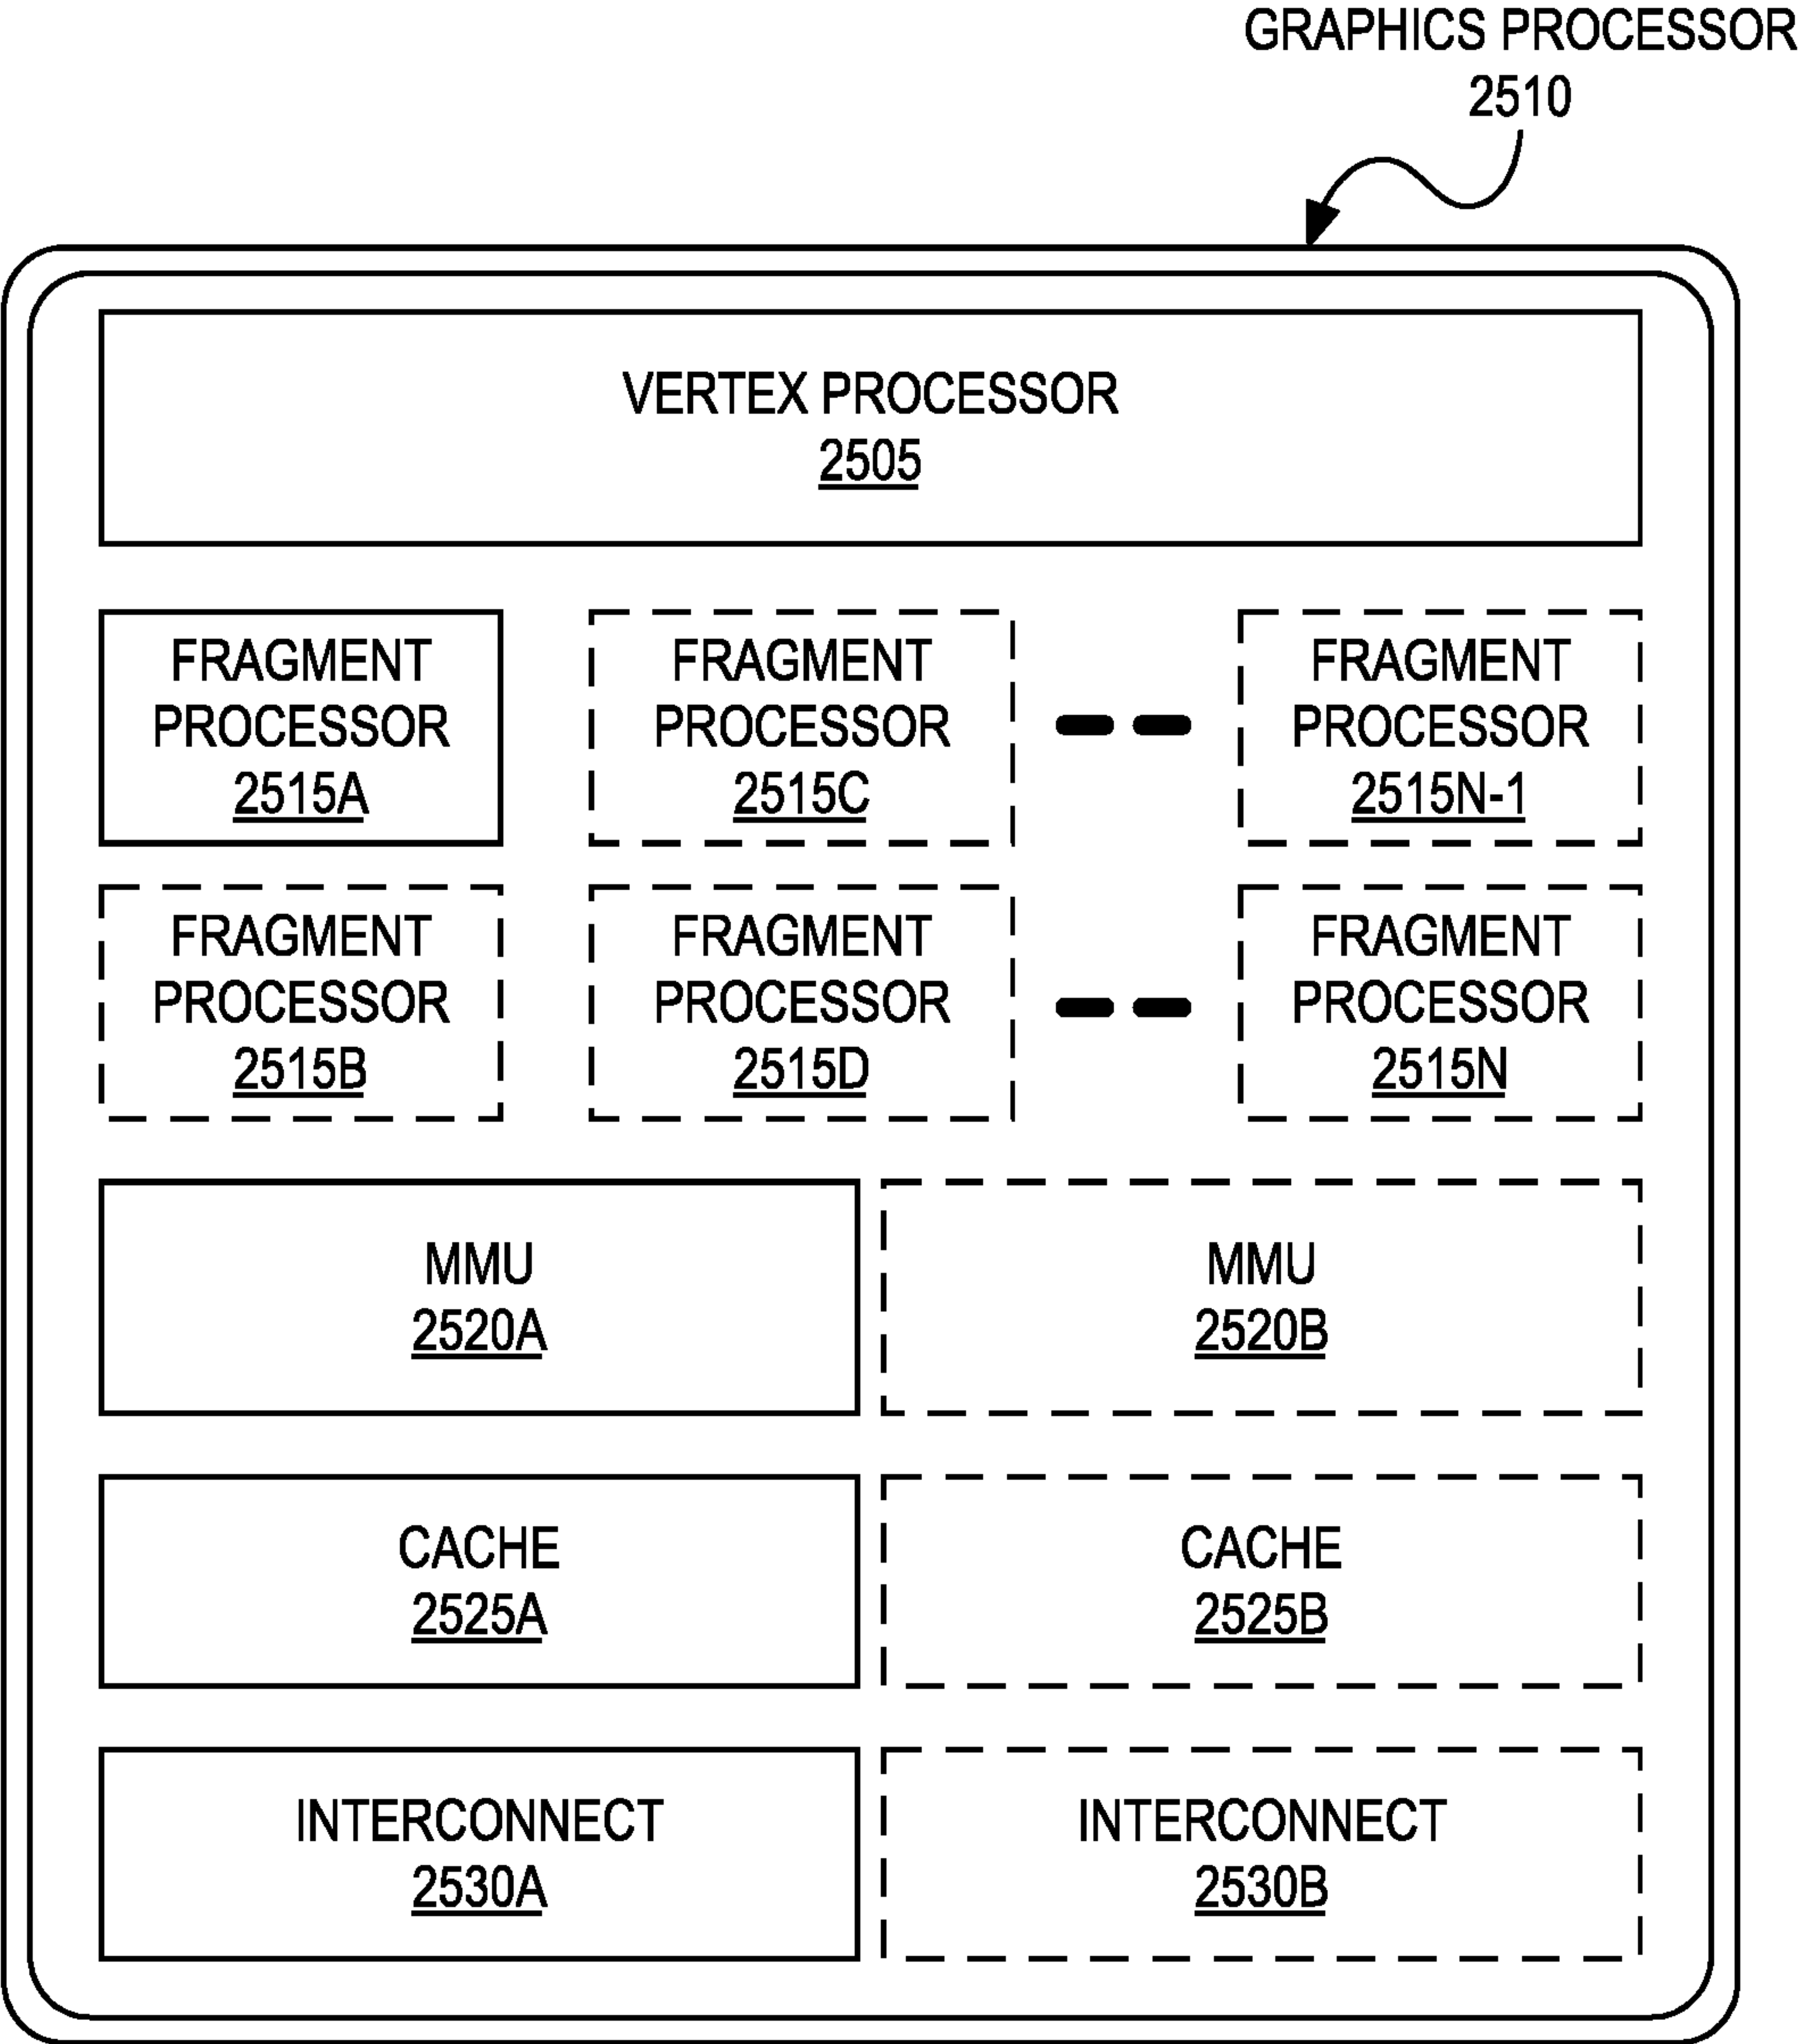 GRAPHICS PROCESSOR
2510
VERTEX PROCESSOR
2505
FRAGMENT
PROCESSOR
2515A
FRAGMENT
PROCESSOR
2515C
FRAGMENT
PROCESSOR
2515N-1
FRAGMENT
PROCESSOR
2515B
FRAGMENT
PROCESSOR
2515D
FRAGMENT
PROCESSOR
2515N
MMU
2520A
MMU
2520B
CACHE
2525A
CACHE
2525B
INTERCONNECT
2530A
INTERCONNECT
2530B